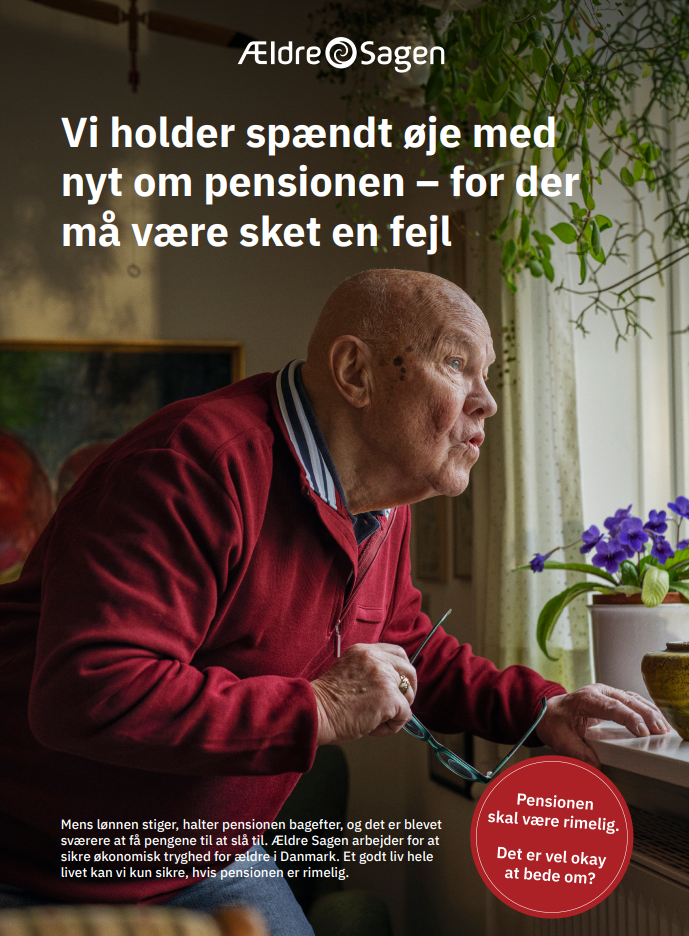 ÆldreSagen
Vi holder spændt øje med
nyt om pensionen – for der
må være sket en fejl
Mens lønnen stiger, halter pensionen bagefter, og det er blevet
sværere at få pengene til at slå til. Ældre Sagen arbejder for at
sikre økonomisk tryghed for ældre i Danmark. Et godt liv hele
livet kan vi kun sikre, hvis pensionen er rimelig.
Pensionen
skal være rimelig.
Det er vel okay
at bede om?